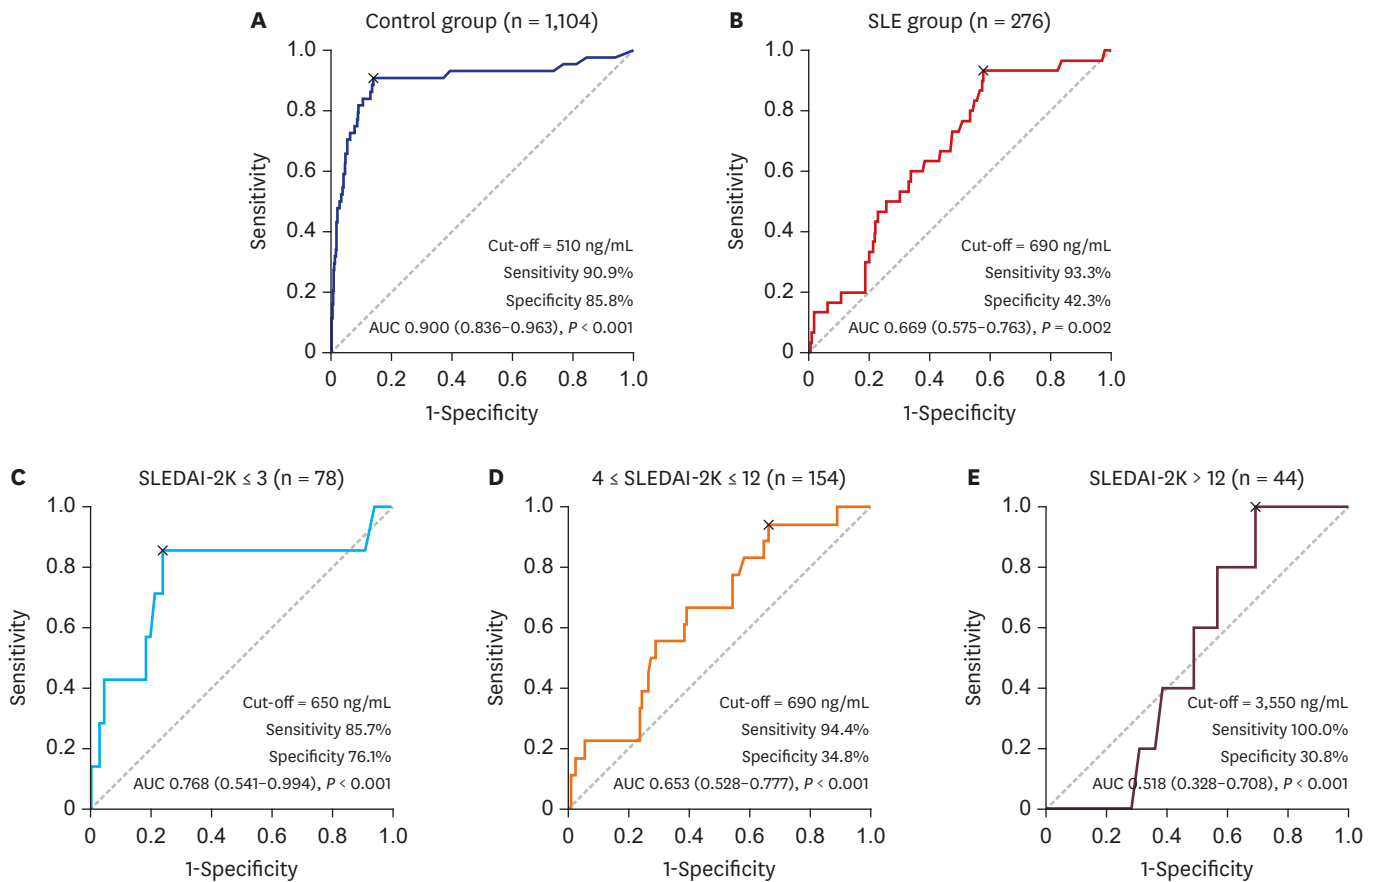 A Control group (n = 1,104)
1.0
0.8
0.6
0.4
0.2
0
Sensitivity
Cut-off = 510 ng/mL
Sensitivity 90.9%
Specificity 85.8%
AUC 0.900 (0.836–0.963), P < 0.001
0 0.2 0.4 0.6 0.8 1.0
1-Specificity
B SLE group (n = 276)
1.0
0.8
0.6
0.4
0.2
0
Sensitivity
Cut-off = 690 ng/mL
Sensitivity 93.3%
Specificity 42.3%
AUC 0.669 (0.575–0.763), P = 0.002
0 0.2 0.4 0.6 0.8 1.0
1-Specificity
C SLEDAI-2K ≤ 3 (n = 78)
1.0
0.8
0.6
0.4
0.2
0
Sensitivity
Cut-off = 650 ng/mL
Sensitivity 85.7%
Specificity 76.1%
AUC 0.768 (0.541–0.994), P < 0.001
0 0.2 0.4 0.6 0.8 1.0
1-Specificity
D 4 ≤ SLEDAI-2K ≤ 12 (n = 154)
1.0
0.8
0.6
0.4
0.2
0
Sensitivity
Cut-off = 690 ng/mL
Sensitivity 94.4%
Specificity 34.8%
AUC 0.653 (0.528–0.777), P < 0.001
0 0.2 0.4 0.6 0.8 1.0
1-Specificity
E SLEDAI-2K > 12 (n = 44)
1.0
0.8
0.6
0.4
0.2
0
Sensitivity
Cut-off = 3,550 ng/mL
Sensitivity 100.0%
Specificity 30.8%
AUC 0.518 (0.328–0.708), P < 0.001
0 0.2 0.4 0.6 0.8 1.0
1-Specificity